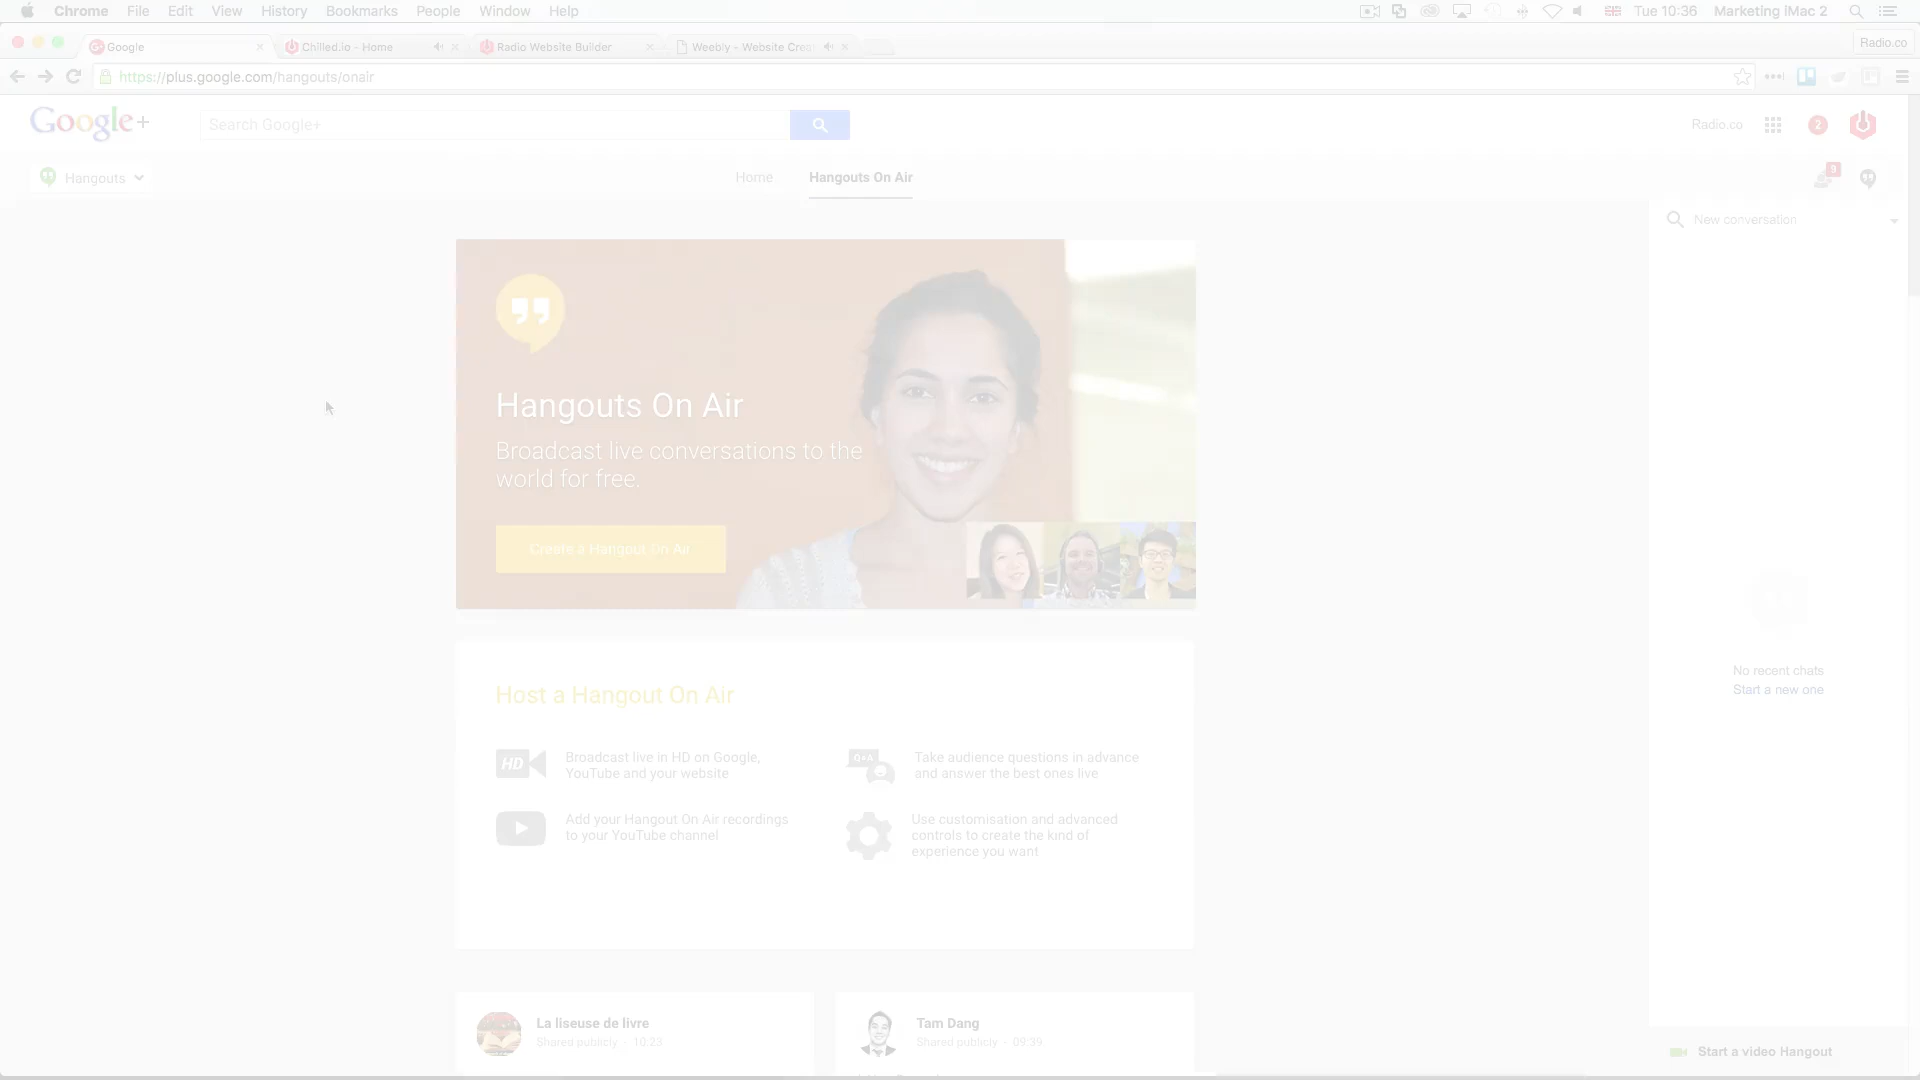 Chrome File Edit View History Bookmarks People Window Help
Tue 10:36 Marketing iMac 2
Google
Chilled.io - Home
Radio Website Builder
Weebly - Website Crea
Radio.co
https://plus.google.com/hangouts/onair
Google+
Search Google+
Radio.co
2
Hangouts
Home
Hangouts On Air
New conversation
Hangouts On Air
Broadcast live conversations to the
world for free.
Create a Hangout On Air
No recent chats
Start a new one
Host a Hangout On Air
HD
Broadcast live in HD on Google,
YouTube and your website
Q+A
Take audience questions in advance
and answer the best ones live
Add your Hangout On Air recordings
to your YouTube channel
Use customisation and advanced
controls to create the kind of
experience you want
La liseuse de livre
Shared publicly - 10:23
Tam Dang
Shared publicly - 09:39
Start a video Hangout